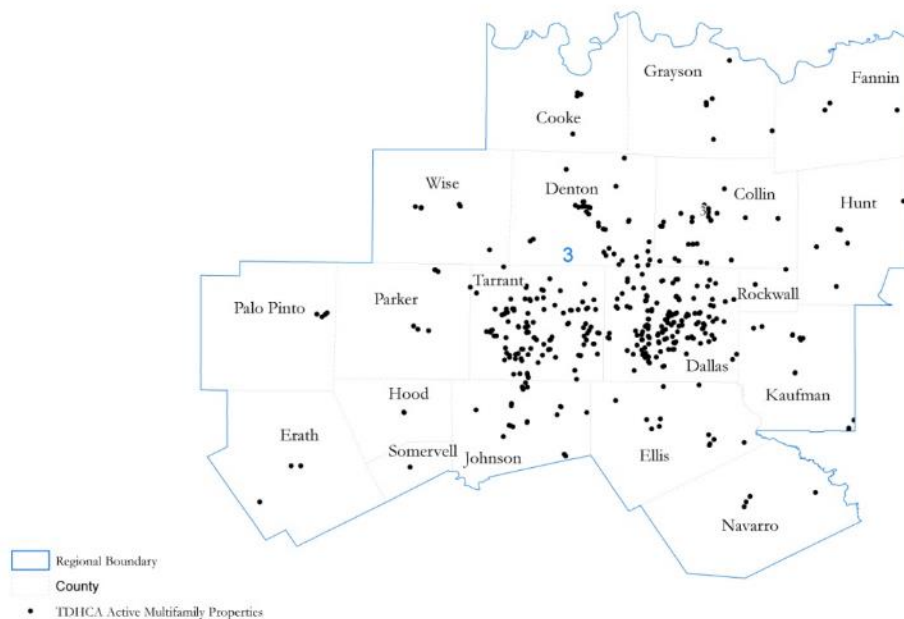 Grayson
Fannin
Cooke
Wise
Denton
Collin
Hunt
3
3
Tarrant
Palo Pinto
Parker
Rockwall
Dallas
Kaufman
Hood
Erath
Somervell
Johnson
Ellis
Navarro
Regional Boundary
County
TDHCA Active Multifamily Properties